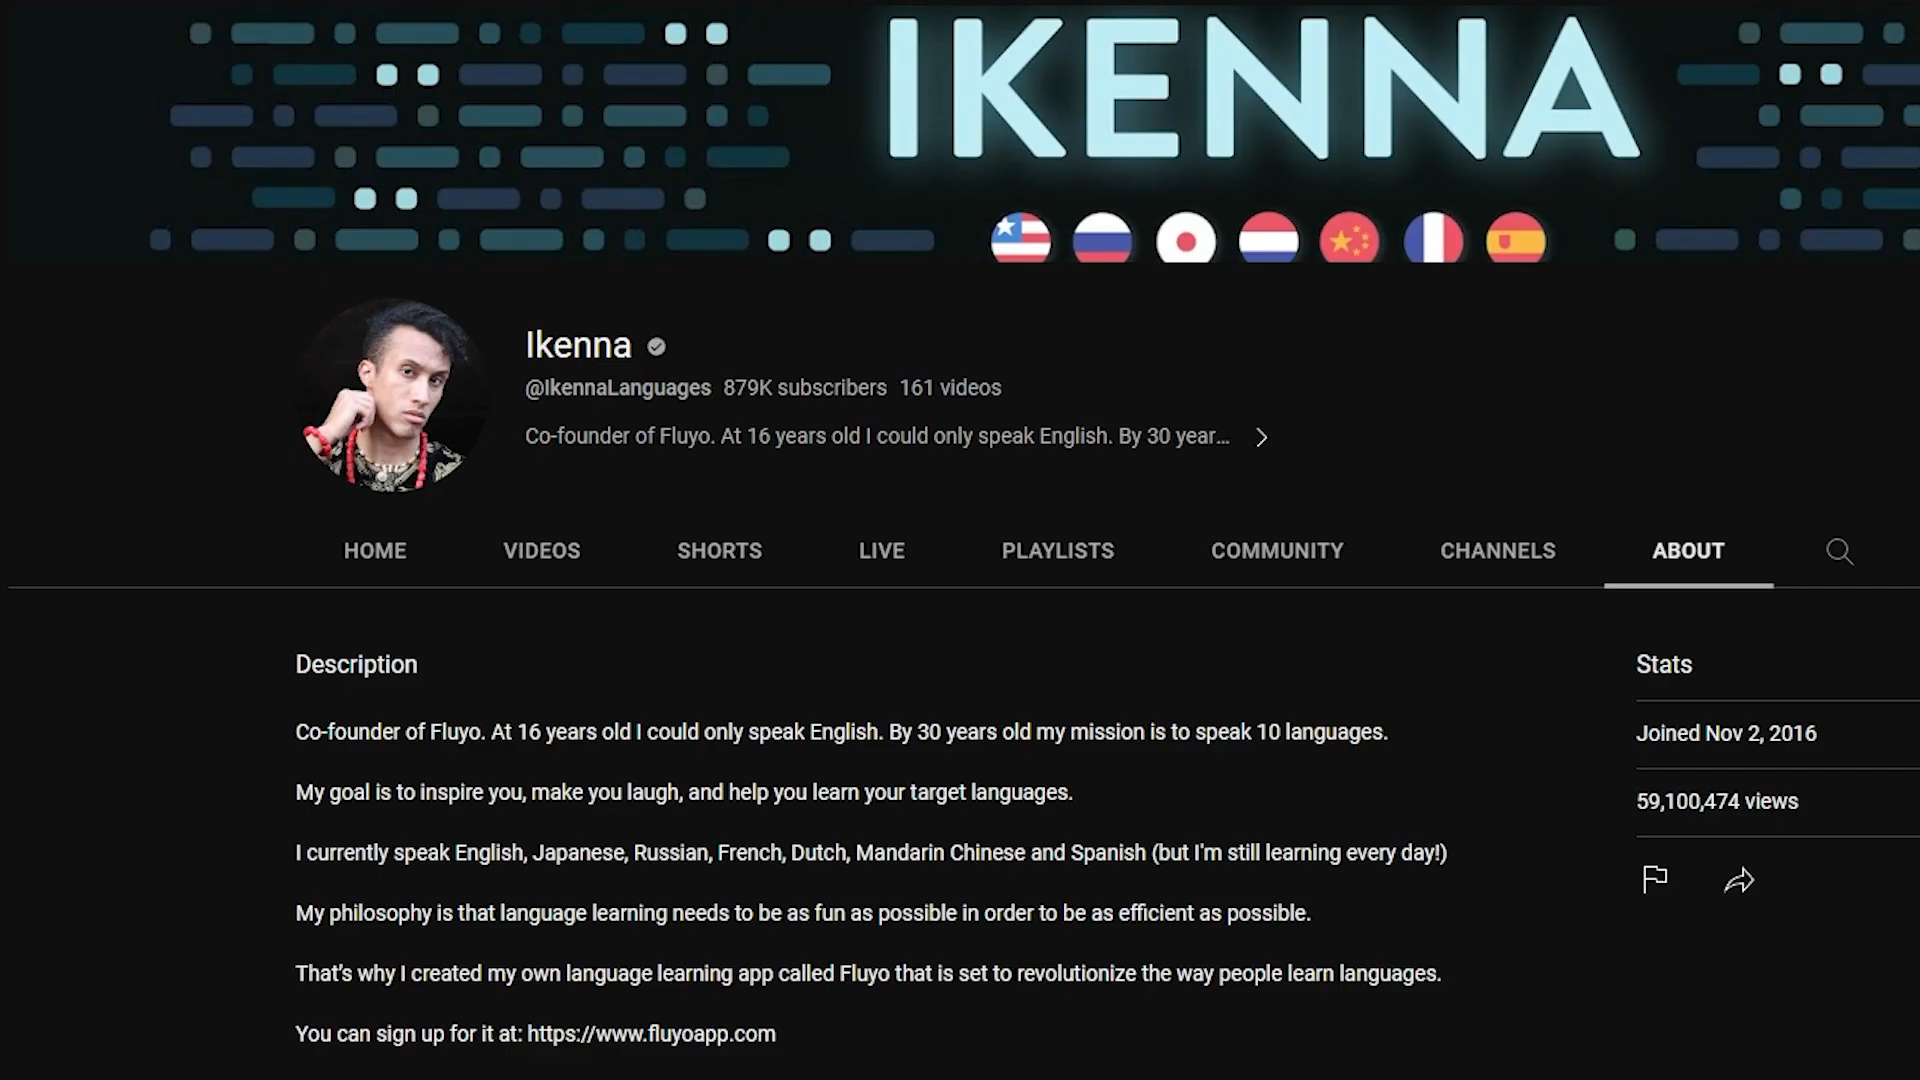 IKENNA
Ikenna
@IkennaLanguages 879K subscribers 161 videos
Co-founder of Fluyo. At 16 years old I could only speak English. By 30 year...
HOME VIDEOS SHORTS LIVE PLAYLISTS COMMUNITY CHANNELS ABOUT
Description
Co-founder of Fluyo. At 16 years old I could only speak English. By 30 years old my mission is to speak 10 languages.
My goal is to inspire you, make you laugh, and help you learn your target languages.
I currently speak English, Japanese, Russian, French, Dutch, Mandarin Chinese and Spanish (but I'm still learning every day!)
My philosophy is that language learning needs to be as fun as possible in order to be as efficient as possible.
That's why I created my own language learning app called Fluyo that is set to revolutionize the way people learn languages.
You can sign up for it at: https://www.fluyoapp.com
Stats
Joined Nov 2, 2016
59,100,474 views